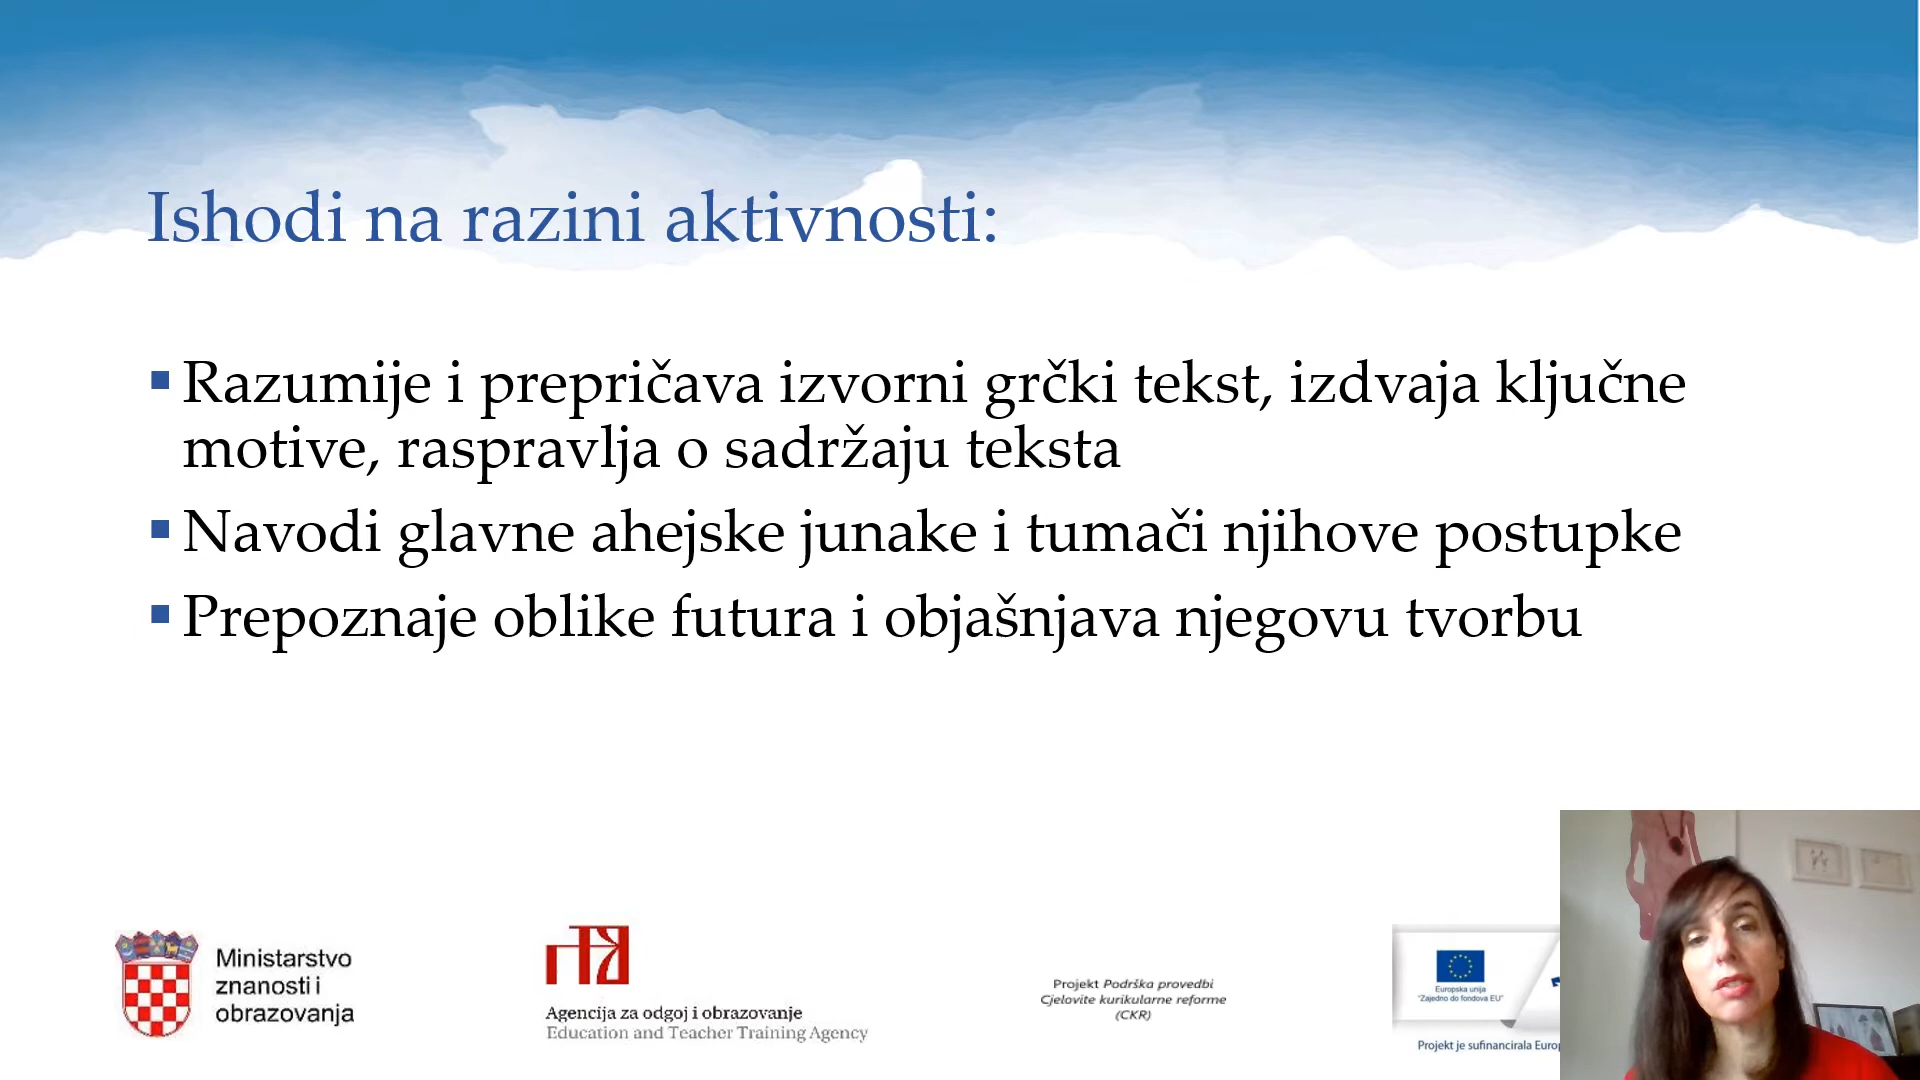 Ishodi na razini aktivnosti:
Razumije i prepričava izvorni grčki tekst, izdvaja ključne
motive, raspravlja o sadržaju teksta
Navodi glavne ahejske junake i tumači njihove postupke
Prepoznaje oblike futura i objašnjava njegovu tvorbu
Ministarstvo
znanosti i
obrazovanja
Agencija za odgoj i obrazovanje
Education and Teacher Training Agency
Projekt Podrška provedbi
Cjelovite kurikularne reforme
(CKR)
Europska unija
"Zajedno do fondova EU"
Projekt je sufinancirala